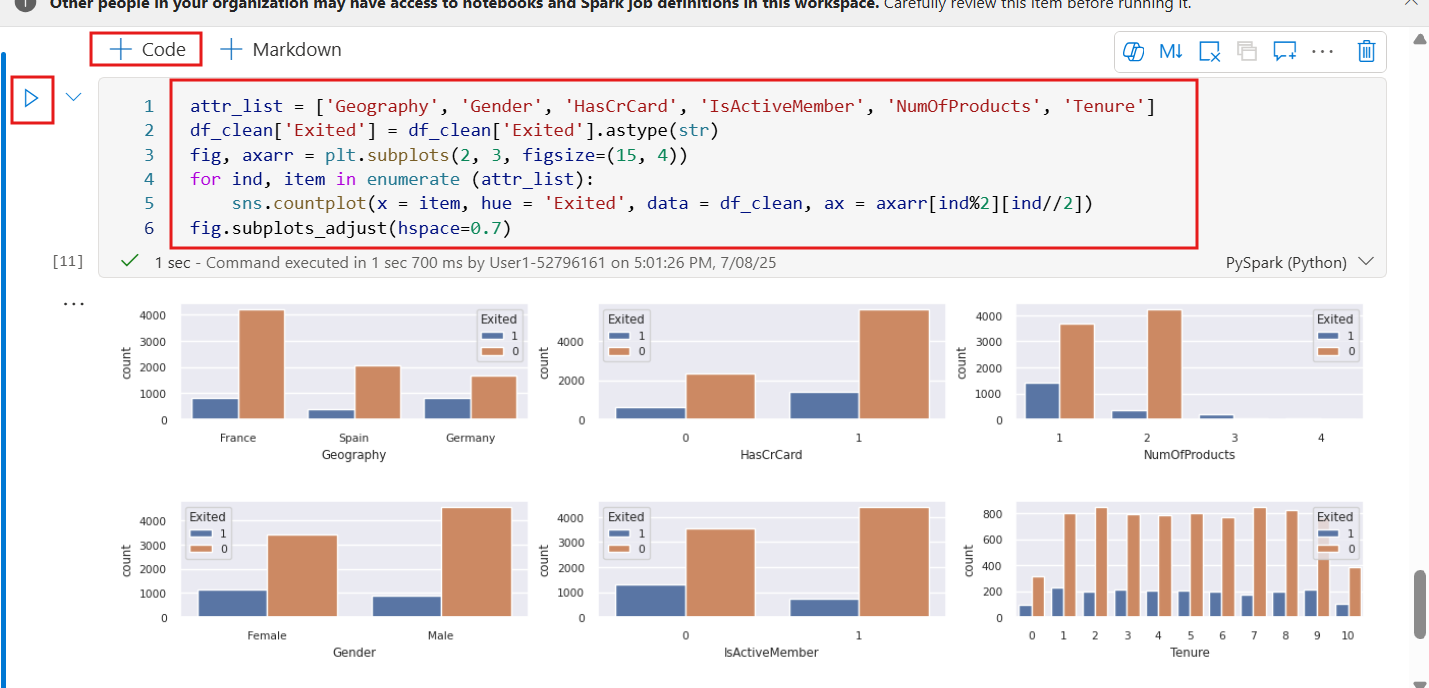 Other people in your organization may have access to notebooks and Spark job definitions in this workspace. Carefully review this item before running it.
+ Code + Markdown
M↓ ...
1 attr_list = ['Geography', 'Gender', 'HasCrCard', 'IsActiveMember', 'NumOfProducts', 'Tenure']
2 df_clean['Exited'] = df_clean['Exited'].astype(str)
3 fig, axarr = plt.subplots(2, 3, figsize=(15, 4))
4 for ind, item in enumerate (attr_list):
5 sns.countplot(x = item, hue = 'Exited', data = df_clean, ax = axarr[ind%2][ind//2])
6 fig.subplots_adjust(hspace=0.7)
[11] 1 sec - Command executed in 1 sec 700 ms by User1-52796161 on 5:01:26 PM, 7/08/25 PySpark (Python)
...
4000
3000
2000
1000
0
count
Exited
1
0
France Spain Germany
Geography
4000
2000
0
count
Exited
1
0
0 1
HasCrCard
4000
3000
2000
1000
0
count
Exited
1
0
1 2 3 4
NumOfProducts
4000
3000
2000
1000
0
count
Exited
1
0
Female Male
Gender
4000
3000
2000
1000
0
count
Exited
1
0
0 1
IsActiveMember
800
600
400
200
0
count
Exited
1
0
0 1 2 3 4 5 6 7 8 9 10
Tenure